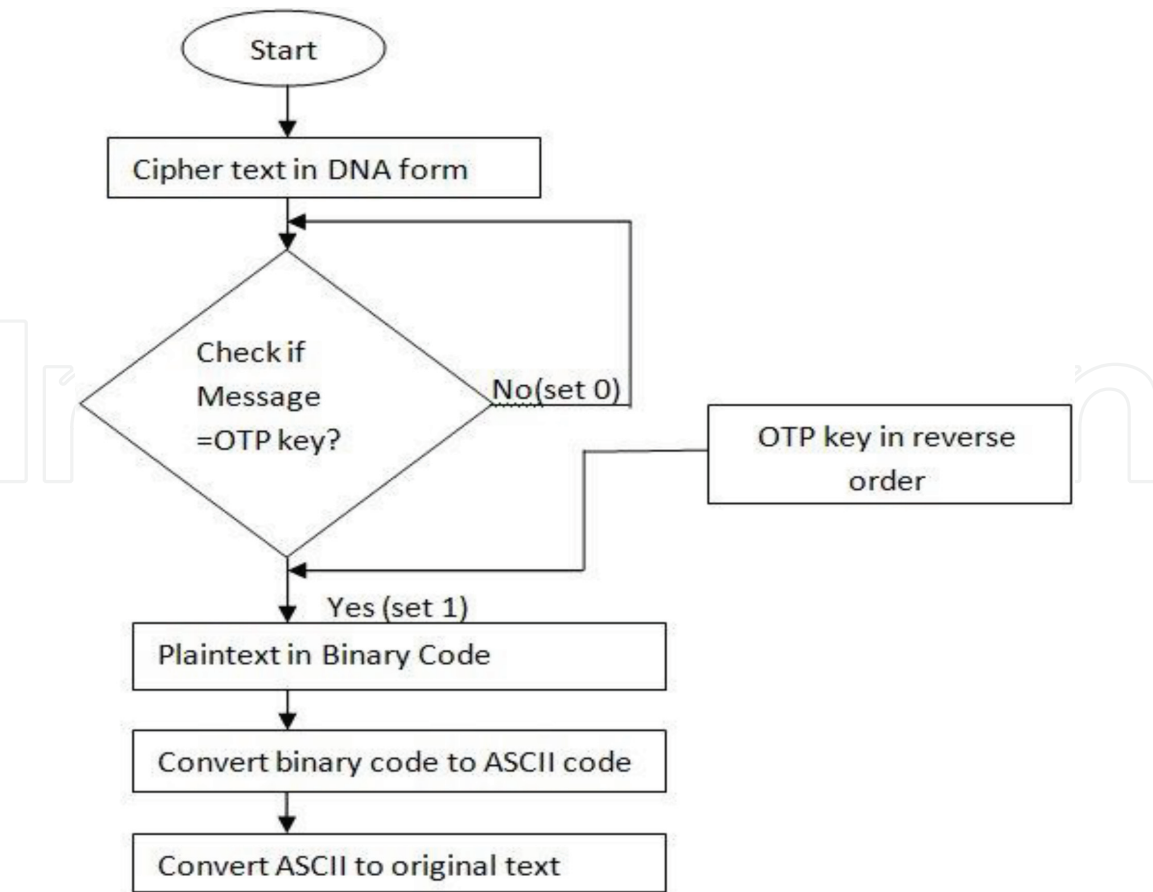 Start
Cipher text in DNA form
Check if
Message
=OTP key?
No(set 0)
OTP key in reverse
order
Yes (set 1)
Plaintext in Binary Code
Convert binary code to ASCII code
Convert ASCII to original text